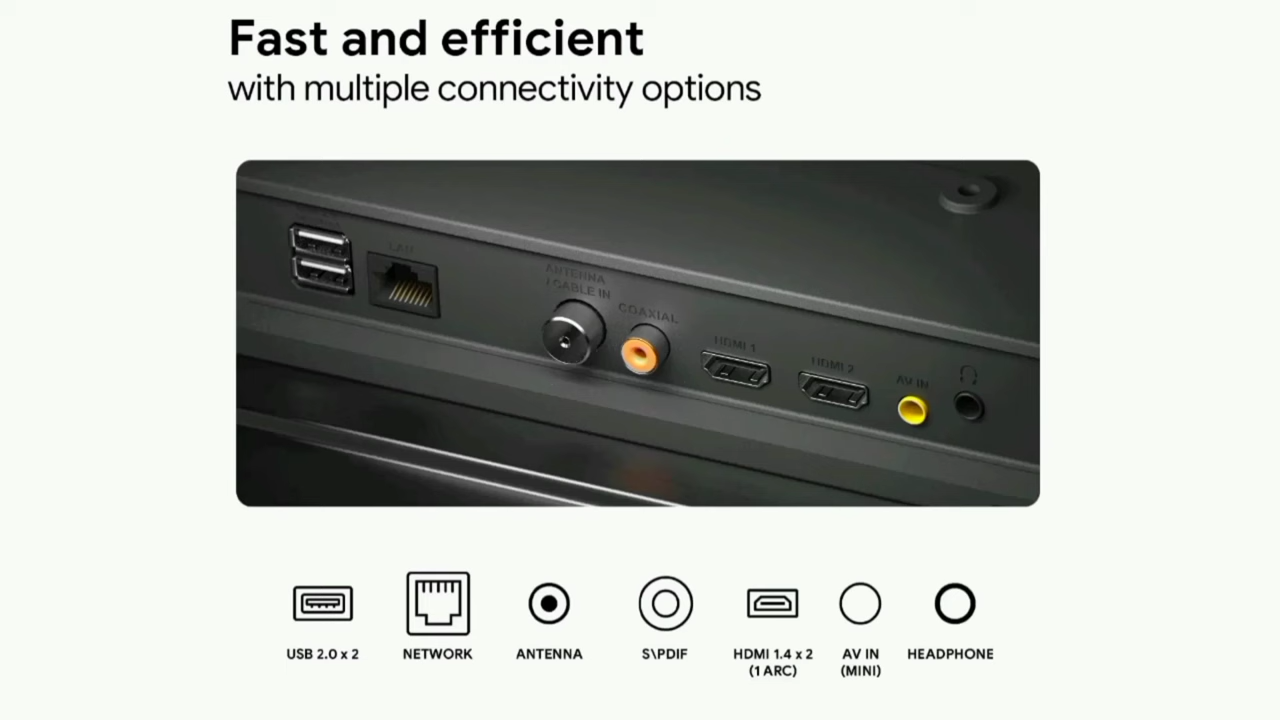 Fast and efficient
with multiple connectivity options
LAN
ANTENNA
/ CABLE IN
COAXIAL
HDMI 1
HDMI 2
AV IN
USB 2.0 x 2
NETWORK
ANTENNA
S\PDIF
HDMI 1.4 x 2
(1 ARC)
AV IN
(MINI)
HEADPHONE